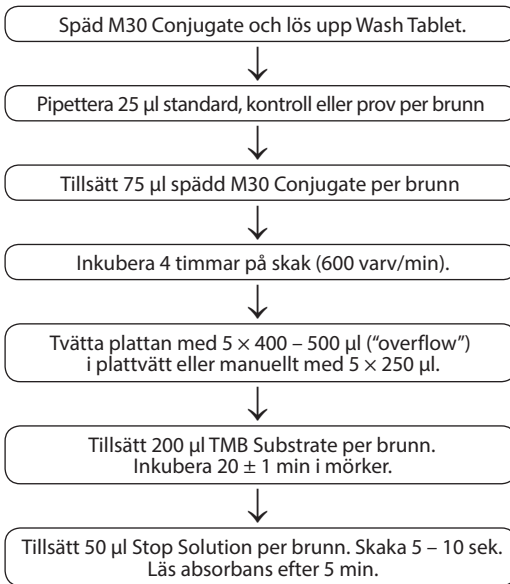 Späd M30 Conjugate och lös upp Wash Tablet.
Pipettera 25 µl standard, kontroll eller prov per brunn
Tillsätt 75 µl spädd M30 Conjugate per brunn
Inkubera 4 timmar på skak (600 varv/min).
Tvätta plattan med 5 × 400 – 500 µl (“overflow”)
i plattvätt eller manuellt med 5 × 250 µl.
Tillsätt 200 µl TMB Substrate per brunn.
Inkubera 20 ± 1 min i mörker.
Tillsätt 50 µl Stop Solution per brunn. Skaka 5 – 10 sek.
Läs absorbans efter 5 min.